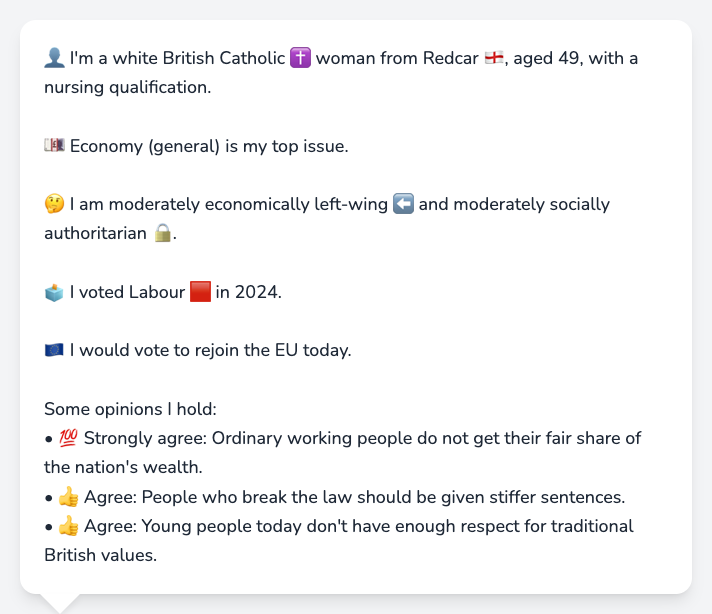 👤 I'm a white British Catholic ✝️ woman from Redcar 🏴󠁧󠁢󠁥󠁮󠁧󠁿, aged 49, with a
nursing qualification.
💷 Economy (general) is my top issue.
🤔 I am moderately economically left-wing ⬅️ and moderately socially
authoritarian 🔒.
🗳️ I voted Labour 🟥 in 2024.
🇪🇺 I would vote to rejoin the EU today.
Some opinions I hold:
• 💯 Strongly agree: Ordinary working people do not get their fair share of
the nation's wealth.
• 👍 Agree: People who break the law should be given stiffer sentences.
• 👍 Agree: Young people today don't have enough respect for traditional
British values.